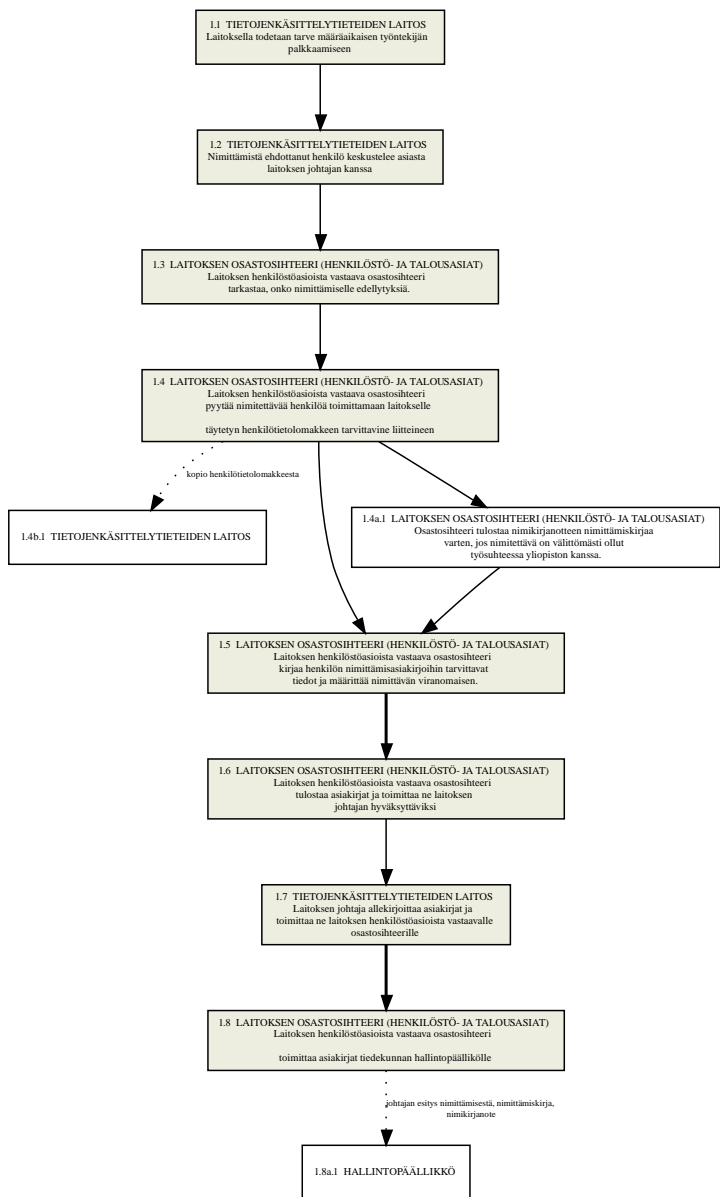 1.1 TIETOJENKÄSITTELYTIETEIDEN LAITOS
Laitoksella todetaan tarve määräaikaisen työntekijän
palkkaamiseen
1.2 TIETOJENKÄSITTELYTIETEIDEN LAITOS
Nimittämistä ehdottanut henkilö keskustelee asiasta
laitoksen johtajan kanssa
1.3 LAITOKSEN OSASTOSIHTEERI (HENKILÖSTÖ- JA TALOUSASIAT)
Laitoksen henkilöstöasioista vastaava osastosihteeri
tarkastaa, onko nimittämiselle edellytyksiä.
1.4 LAITOKSEN OSASTOSIHTEERI (HENKILÖSTÖ- JA TALOUSASIAT)
Laitoksen henkilöstöasioista vastaava osastosihteeri
pyytää nimitettävää henkilöä toimittamaan laitokselle
täytetyn henkilötietolomakkeen tarvittavine liitteineen
kopio henkilötietolomakkeesta
1.4b.1 TIETOJENKÄSITTELYTIETEIDEN LAITOS
1.4a.1 LAITOKSEN OSASTOSIHTEERI (HENKILÖSTÖ- JA TALOUSASIAT)
Osastosihteeri tulostaa nimikirjanotteen nimittämiskirjaa
varten, jos nimitettävä on välittömästi ollut
työsuhteessa yliopiston kanssa.
1.5 LAITOKSEN OSASTOSIHTEERI (HENKILÖSTÖ- JA TALOUSASIAT)
Laitoksen henkilöstöasioista vastaava osastosihteeri
kirjaa henkilön nimittämisasiakirjoihin tarvittavat
tiedot ja määrittää nimittävän viranomaisen.
1.6 LAITOKSEN OSASTOSIHTEERI (HENKILÖSTÖ- JA TALOUSASIAT)
Laitoksen henkilöstöasioista vastaava osastosihteeri
tulostaa asiakirjat ja toimittaa ne laitoksen
johtajan hyväksyttäviksi
1.7 TIETOJENKÄSITTELYTIETEIDEN LAITOS
Laitoksen johtaja allekirjoittaa asiakirjat ja
toimittaa ne laitoksen henkilöstöasioista vastaavalle
osastosihteerille
1.8 LAITOKSEN OSASTOSIHTEERI (HENKILÖSTÖ- JA TALOUSASIAT)
Laitoksen henkilöstöasioista vastaava osastosihteeri
toimittaa asiakirjat tiedekunnan hallintopäällikölle
johtajan esitys nimittämisestä, nimittämiskirja,
nimikirjanote
1.8a.1 HALLINTOPÄÄLLIKKÖ